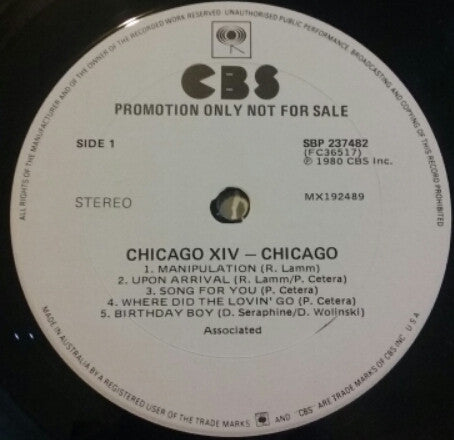 ALL RIGHTS OF THE MANUFACTURER AND OF THE OWNER OF THE RECORDED WORK RESERVED. UNAUTHORISED PUBLIC PERFORMANCE, BROADCASTING AND COPYING OF THIS RECORD PROHIBITED
CBS
PROMOTION ONLY NOT FOR SALE
SIDE 1
SBP 237482
(FC36517)
℗ 1980 CBS Inc.
STEREO
MX192489
CHICAGO XIV – CHICAGO
1. MANIPULATION (R. Lamm)
2. UPON ARRIVAL (R. Lamm/P. Cetera)
3. SONG FOR YOU (P. Cetera)
4. WHERE DID THE LOVIN' GO (P. Cetera)
5. BIRTHDAY BOY (D. Seraphine/D. Wolinski)
Associated
MADE IN AUSTRALIA BY A REGISTERED USER OF THE TRADE MARKS AND "CBS" ARE TRADE MARKS OF CBS INC. U S A